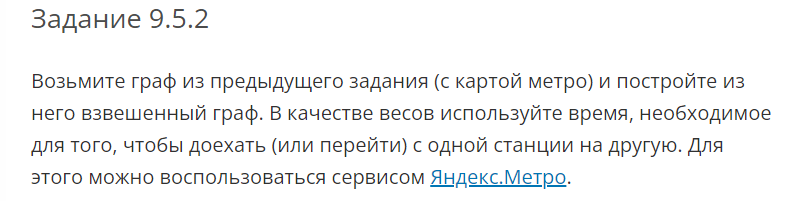 Задание 9.5.2
Возьмите граф из предыдущего задания (с картой метро) и постройте из
него взвешенный граф. В качестве весов используйте время, необходимое
для того, чтобы доехать (или перейти) с одной станции на другую. Для
этого можно воспользоваться сервисом Яндекс.Метро.